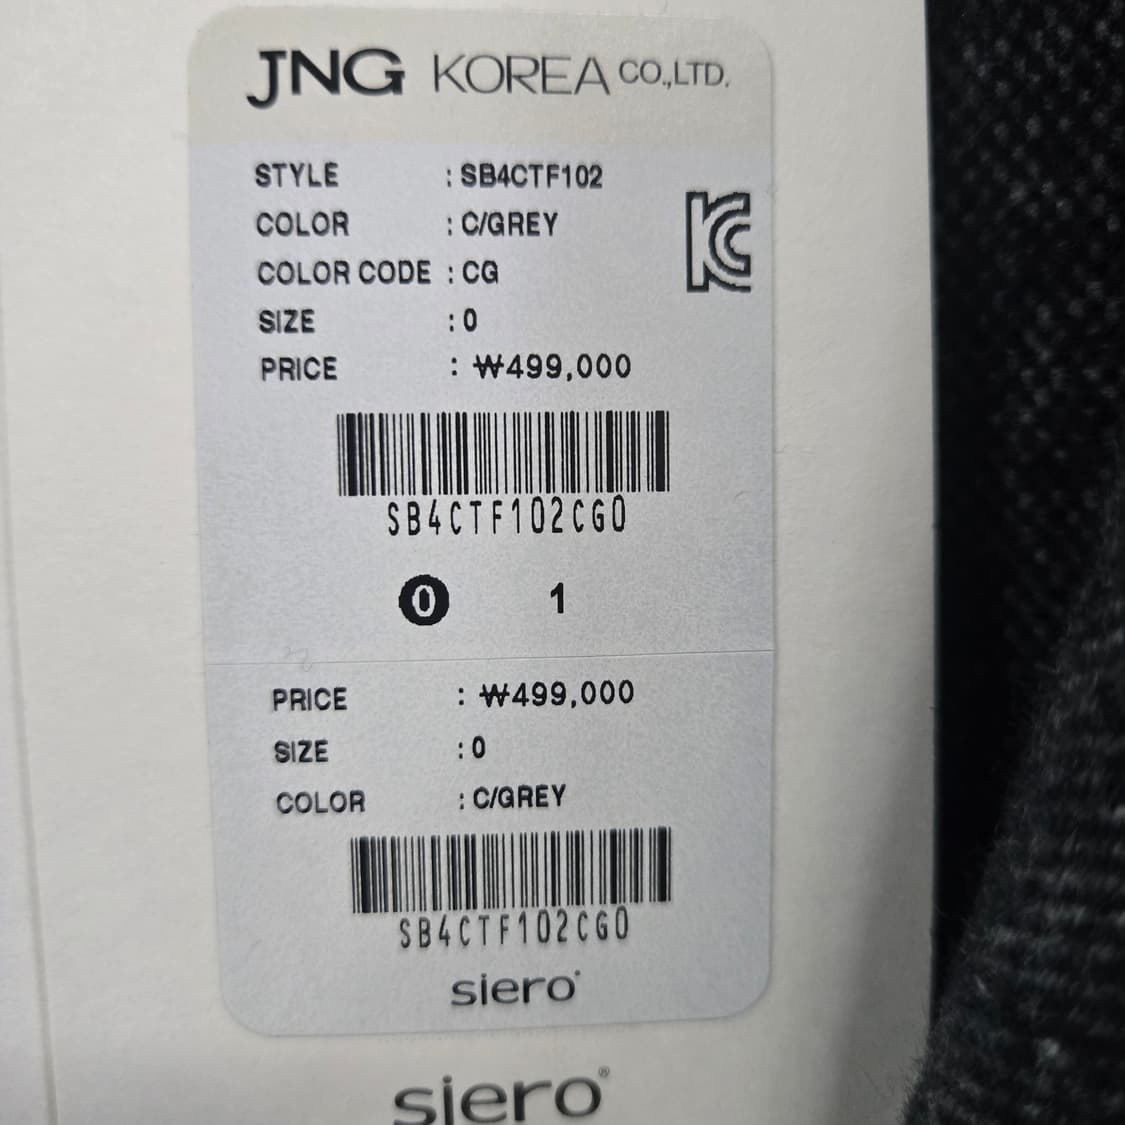 JNG KOREA CO.,LTD.
STYLE : SB4CTF102
COLOR : C/GREY
COLOR CODE : CG
SIZE : 0
PRICE : ₩499,000
SB4CTF102CG0
0 1
PRICE : ₩499,000
SIZE : 0
COLOR : C/GREY
SB4CTF102CG0
siero
siero®